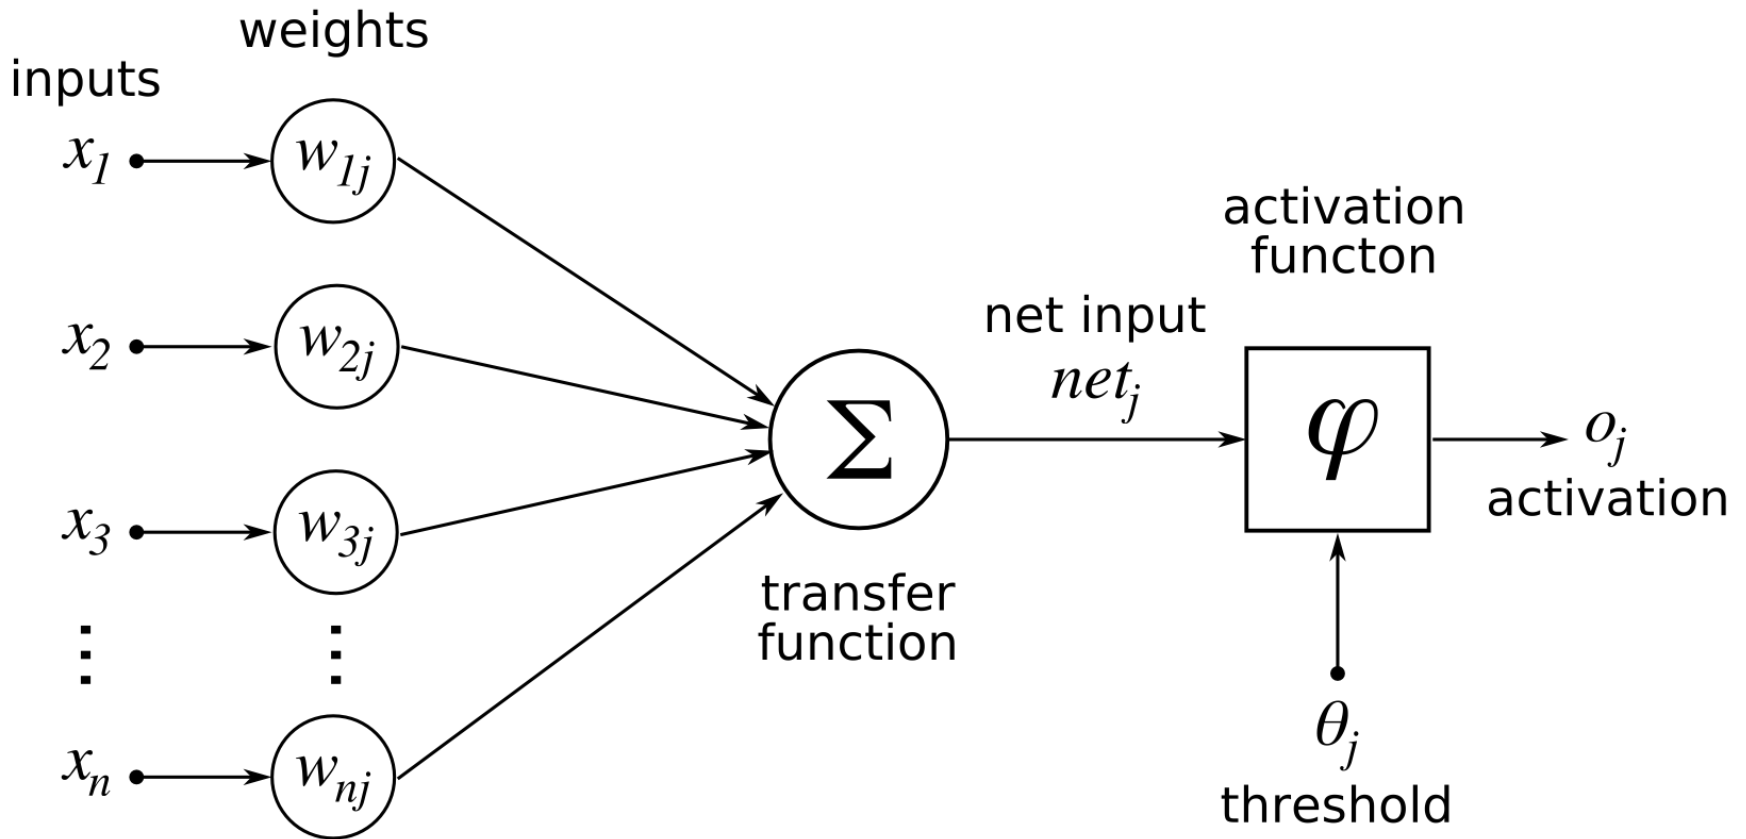 weights
inputs
x1
w1j
x2
w2j
x3
w3j
⋮ ⋮
xn
wnj
Σ
transfer
function
net input
netj
activation
functon
φ
oj
activation
θj
threshold